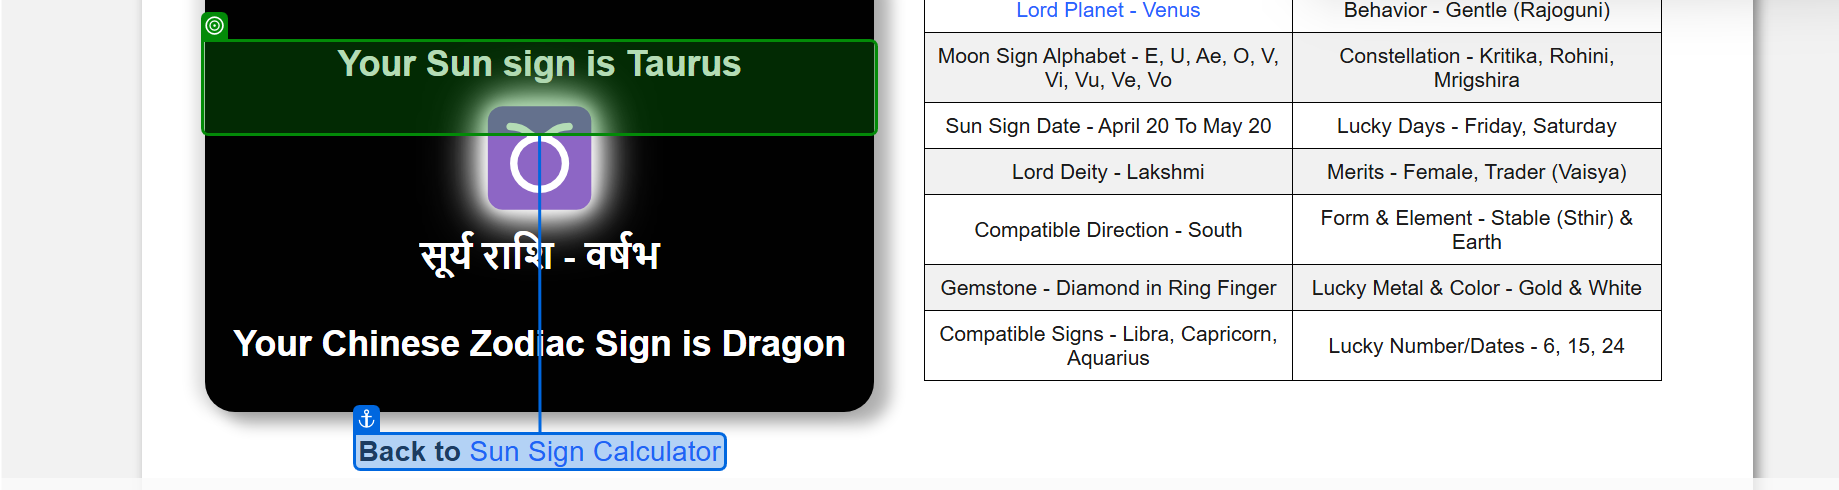 Your Sun sign is Taurus
सूर्य राशि - वर्षभ
Your Chinese Zodiac Sign is Dragon
Back to Sun Sign Calculator
Lord Planet - Venus
Behavior - Gentle (Rajoguni)
Moon Sign Alphabet - E, U, Ae, O, V,
Vi, Vu, Ve, Vo
Constellation - Kritika, Rohini,
Mrigshira
Sun Sign Date - April 20 To May 20
Lucky Days - Friday, Saturday
Lord Deity - Lakshmi
Merits - Female, Trader (Vaisya)
Compatible Direction - South
Form & Element - Stable (Sthir) &
Earth
Gemstone - Diamond in Ring Finger
Lucky Metal & Color - Gold & White
Compatible Signs - Libra, Capricorn,
Aquarius
Lucky Number/Dates - 6, 15, 24